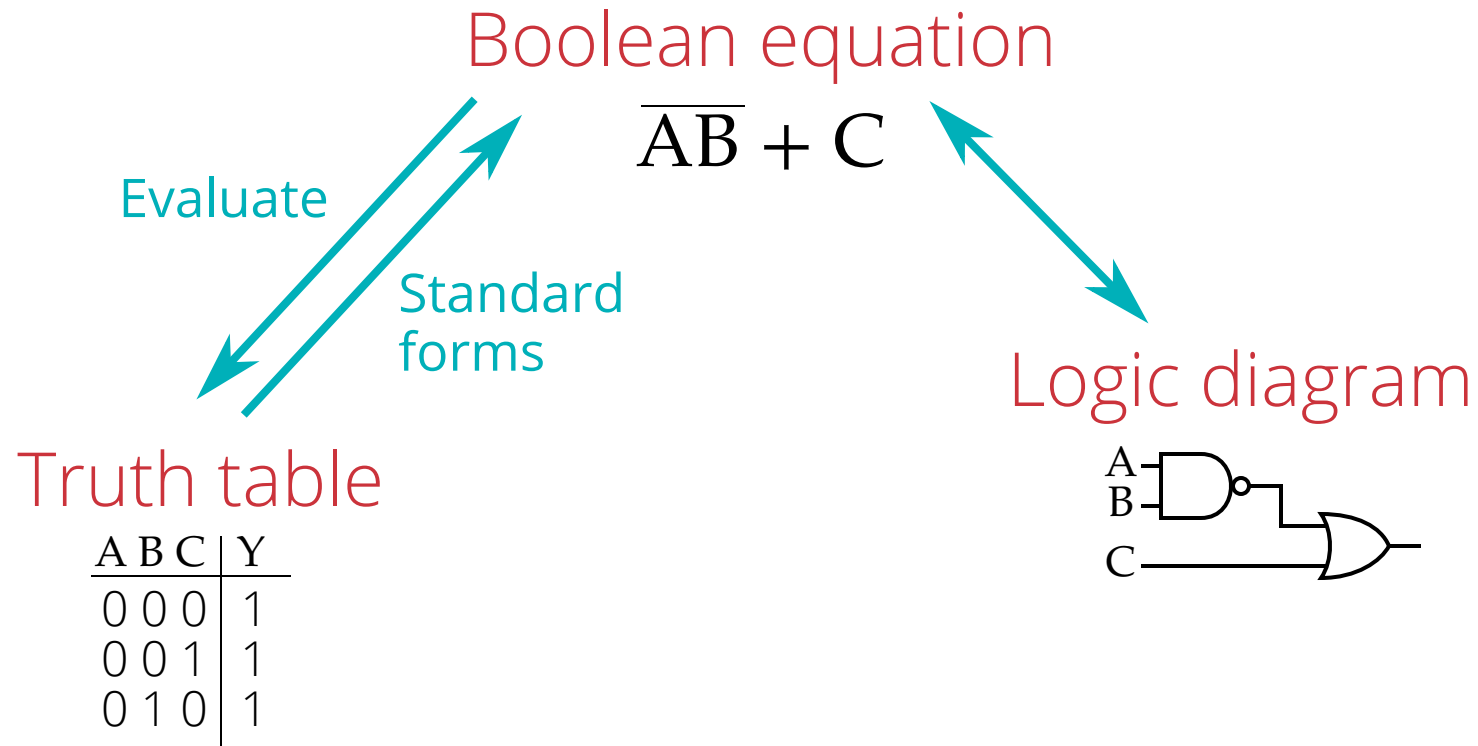 Boolean equation
A̅B̅ + C
Evaluate
Standard
forms
Logic diagram
A
B
C
Truth table
A B C Y
0 0 0 1
0 0 1 1
0 1 0 1